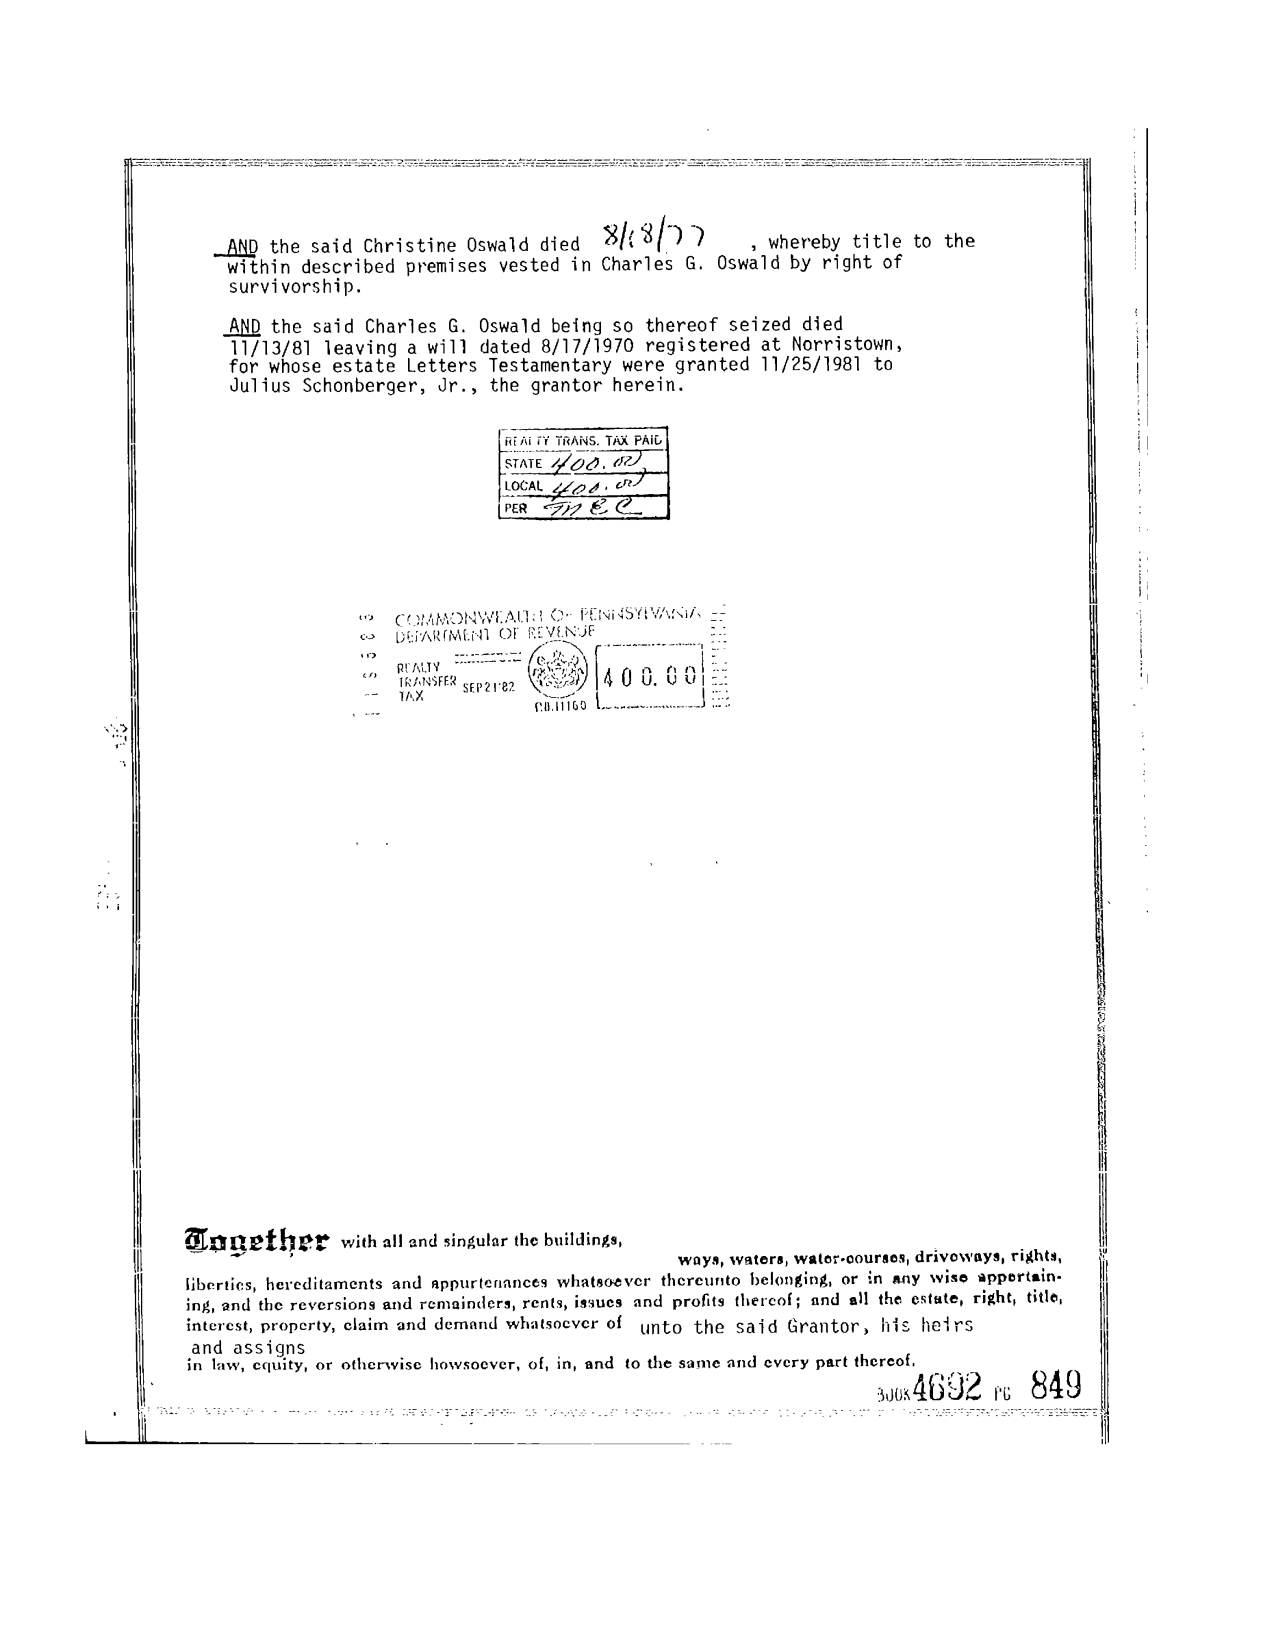 AND the said Christine Oswald died 8/18/77 , whereby title to the
within described premises vested in Charles G. Oswald by right of
survivorship.
AND the said Charles G. Oswald being so thereof seized died
11/13/81 leaving a will dated 8/17/1970 registered at Norristown,
for whose estate Letters Testamentary were granted 11/25/1981 to
Julius Schonberger, Jr., the grantor herein.
REALTY TRANS. TAX PAID
STATE 400.00
LOCAL 400.00
PER
COMMONWEALTH OF PENNSYLVANIA
DEPARTMENT OF REVENUE
REALTY
TRANSFER SEP21'82 400.00
TAX
P.B.11160
Together with all and singular the buildings,
ways, waters, water-courses, driveways, rights,
liberties, hereditaments and appurtenances whatsoever thereunto belonging, or in any wise appertain-
ing, and the reversions and remainders, rents, issues and profits thereof; and all the estate, right, title,
interest, property, claim and demand whatsoever of unto the said Grantor, his heirs
and assigns
in law, equity, or otherwise howsoever, of, in, and to the same and every part thereof.
BOOK 4692 PG 849